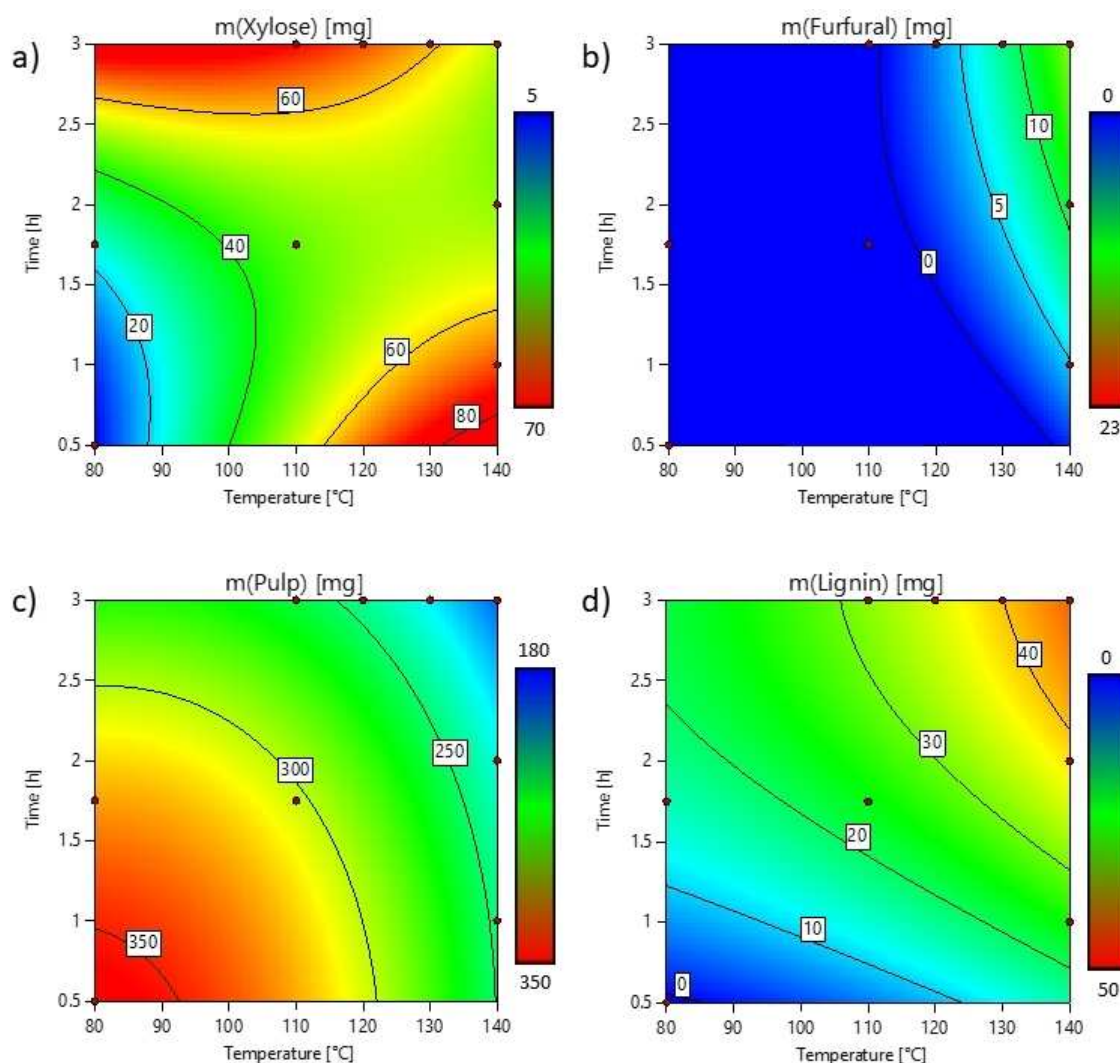 a)
m(Xylose) [mg]
3
2.5
2
1.5
1
0.5
Time [h]
60
40
20
60
80
80 90 100 110 120 130 140
Temperature [°C]
5
70
b)
m(Furfural) [mg]
3
2.5
2
1.5
1
0.5
Time [h]
10
5
0
80 90 100 110 120 130 140
Temperature [°C]
0
23
c)
m(Pulp) [mg]
3
2.5
2
1.5
1
0.5
Time [h]
250
300
350
80 90 100 110 120 130 140
Temperature [°C]
180
350
d)
m(Lignin) [mg]
3
2.5
2
1.5
1
0.5
Time [h]
40
30
20
10
0
80 90 100 110 120 130 140
Temperature [°C]
0
50